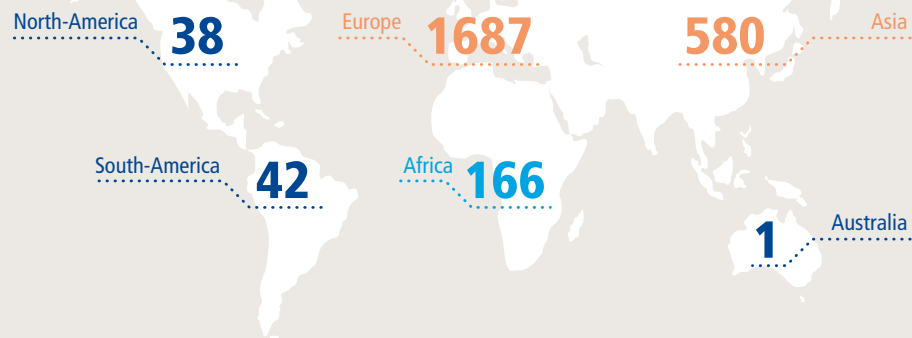 North-America
38
Europe
1687
580
Asia
South-America
42
Africa
166
1
Australia